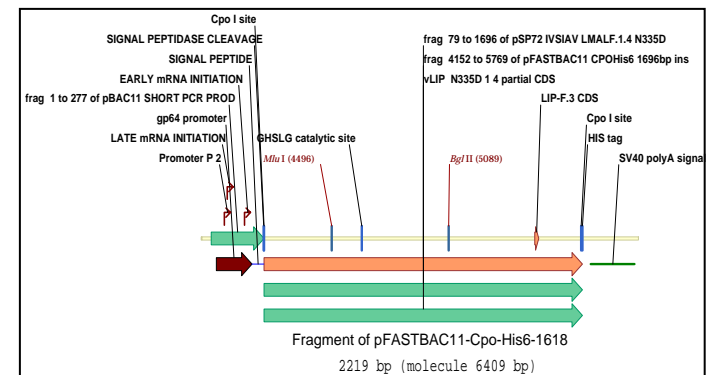 Cpo I site
SIGNAL PEPTIDASE CLEAVAGE
SIGNAL PEPTIDE
EARLY mRNA INITIATION
frag 1 to 277 of pBAC11 SHORT PCR PROD
gp64 promoter
LATE mRNA INITIATION
Promoter P 2
GHSLG catalytic site
MluI (4496)
frag 79 to 1696 of pSP72 IVSIAV LMALF.1.4 N335D
frag 4152 to 5769 of pFASTBAC11 CPOHis6 1696bp ins
vLIP N335D 1 4 partial CDS
LIP-F.3 CDS
Cpo I site
HIS tag
BglII (5089)
SV40 polyA signa
Fragment of pFASTBAC11-Cpo-His6-1618
2219 bp (molecule 6409 bp)